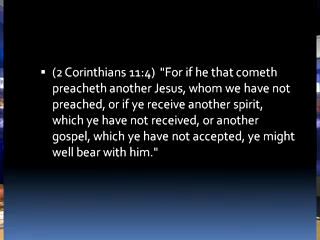 ▪ (2 Corinthians 11:4) "For if he that cometh
preacheth another Jesus, whom we have not
preached, or if ye receive another spirit,
which ye have not received, or another
gospel, which ye have not accepted, ye might
well bear with him."